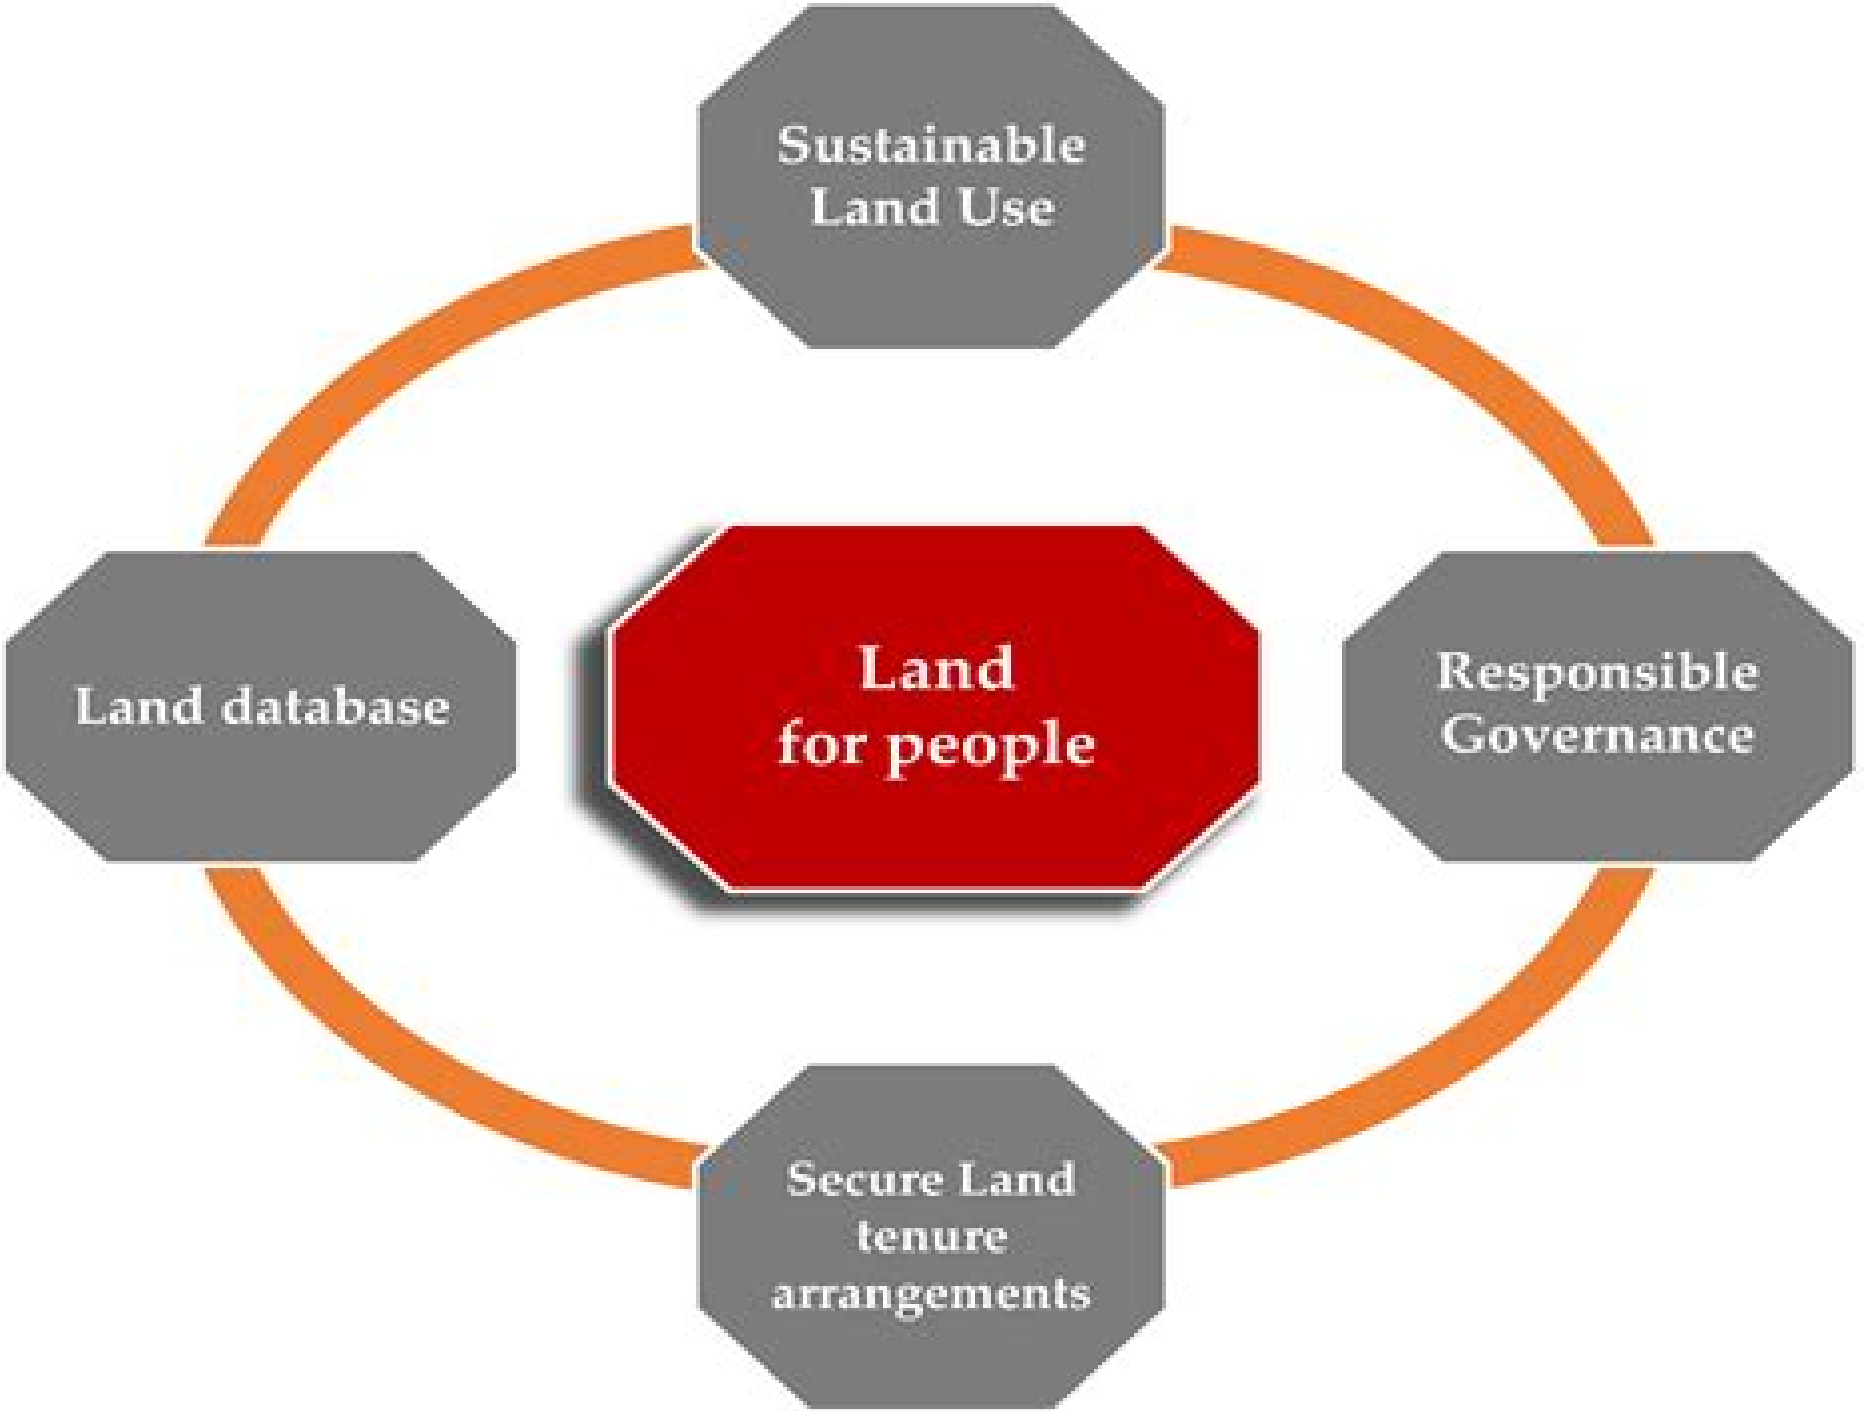 Sustainable
Land Use
Land database
Land
for people
Responsible
Governance
Secure Land
tenure
arrangements